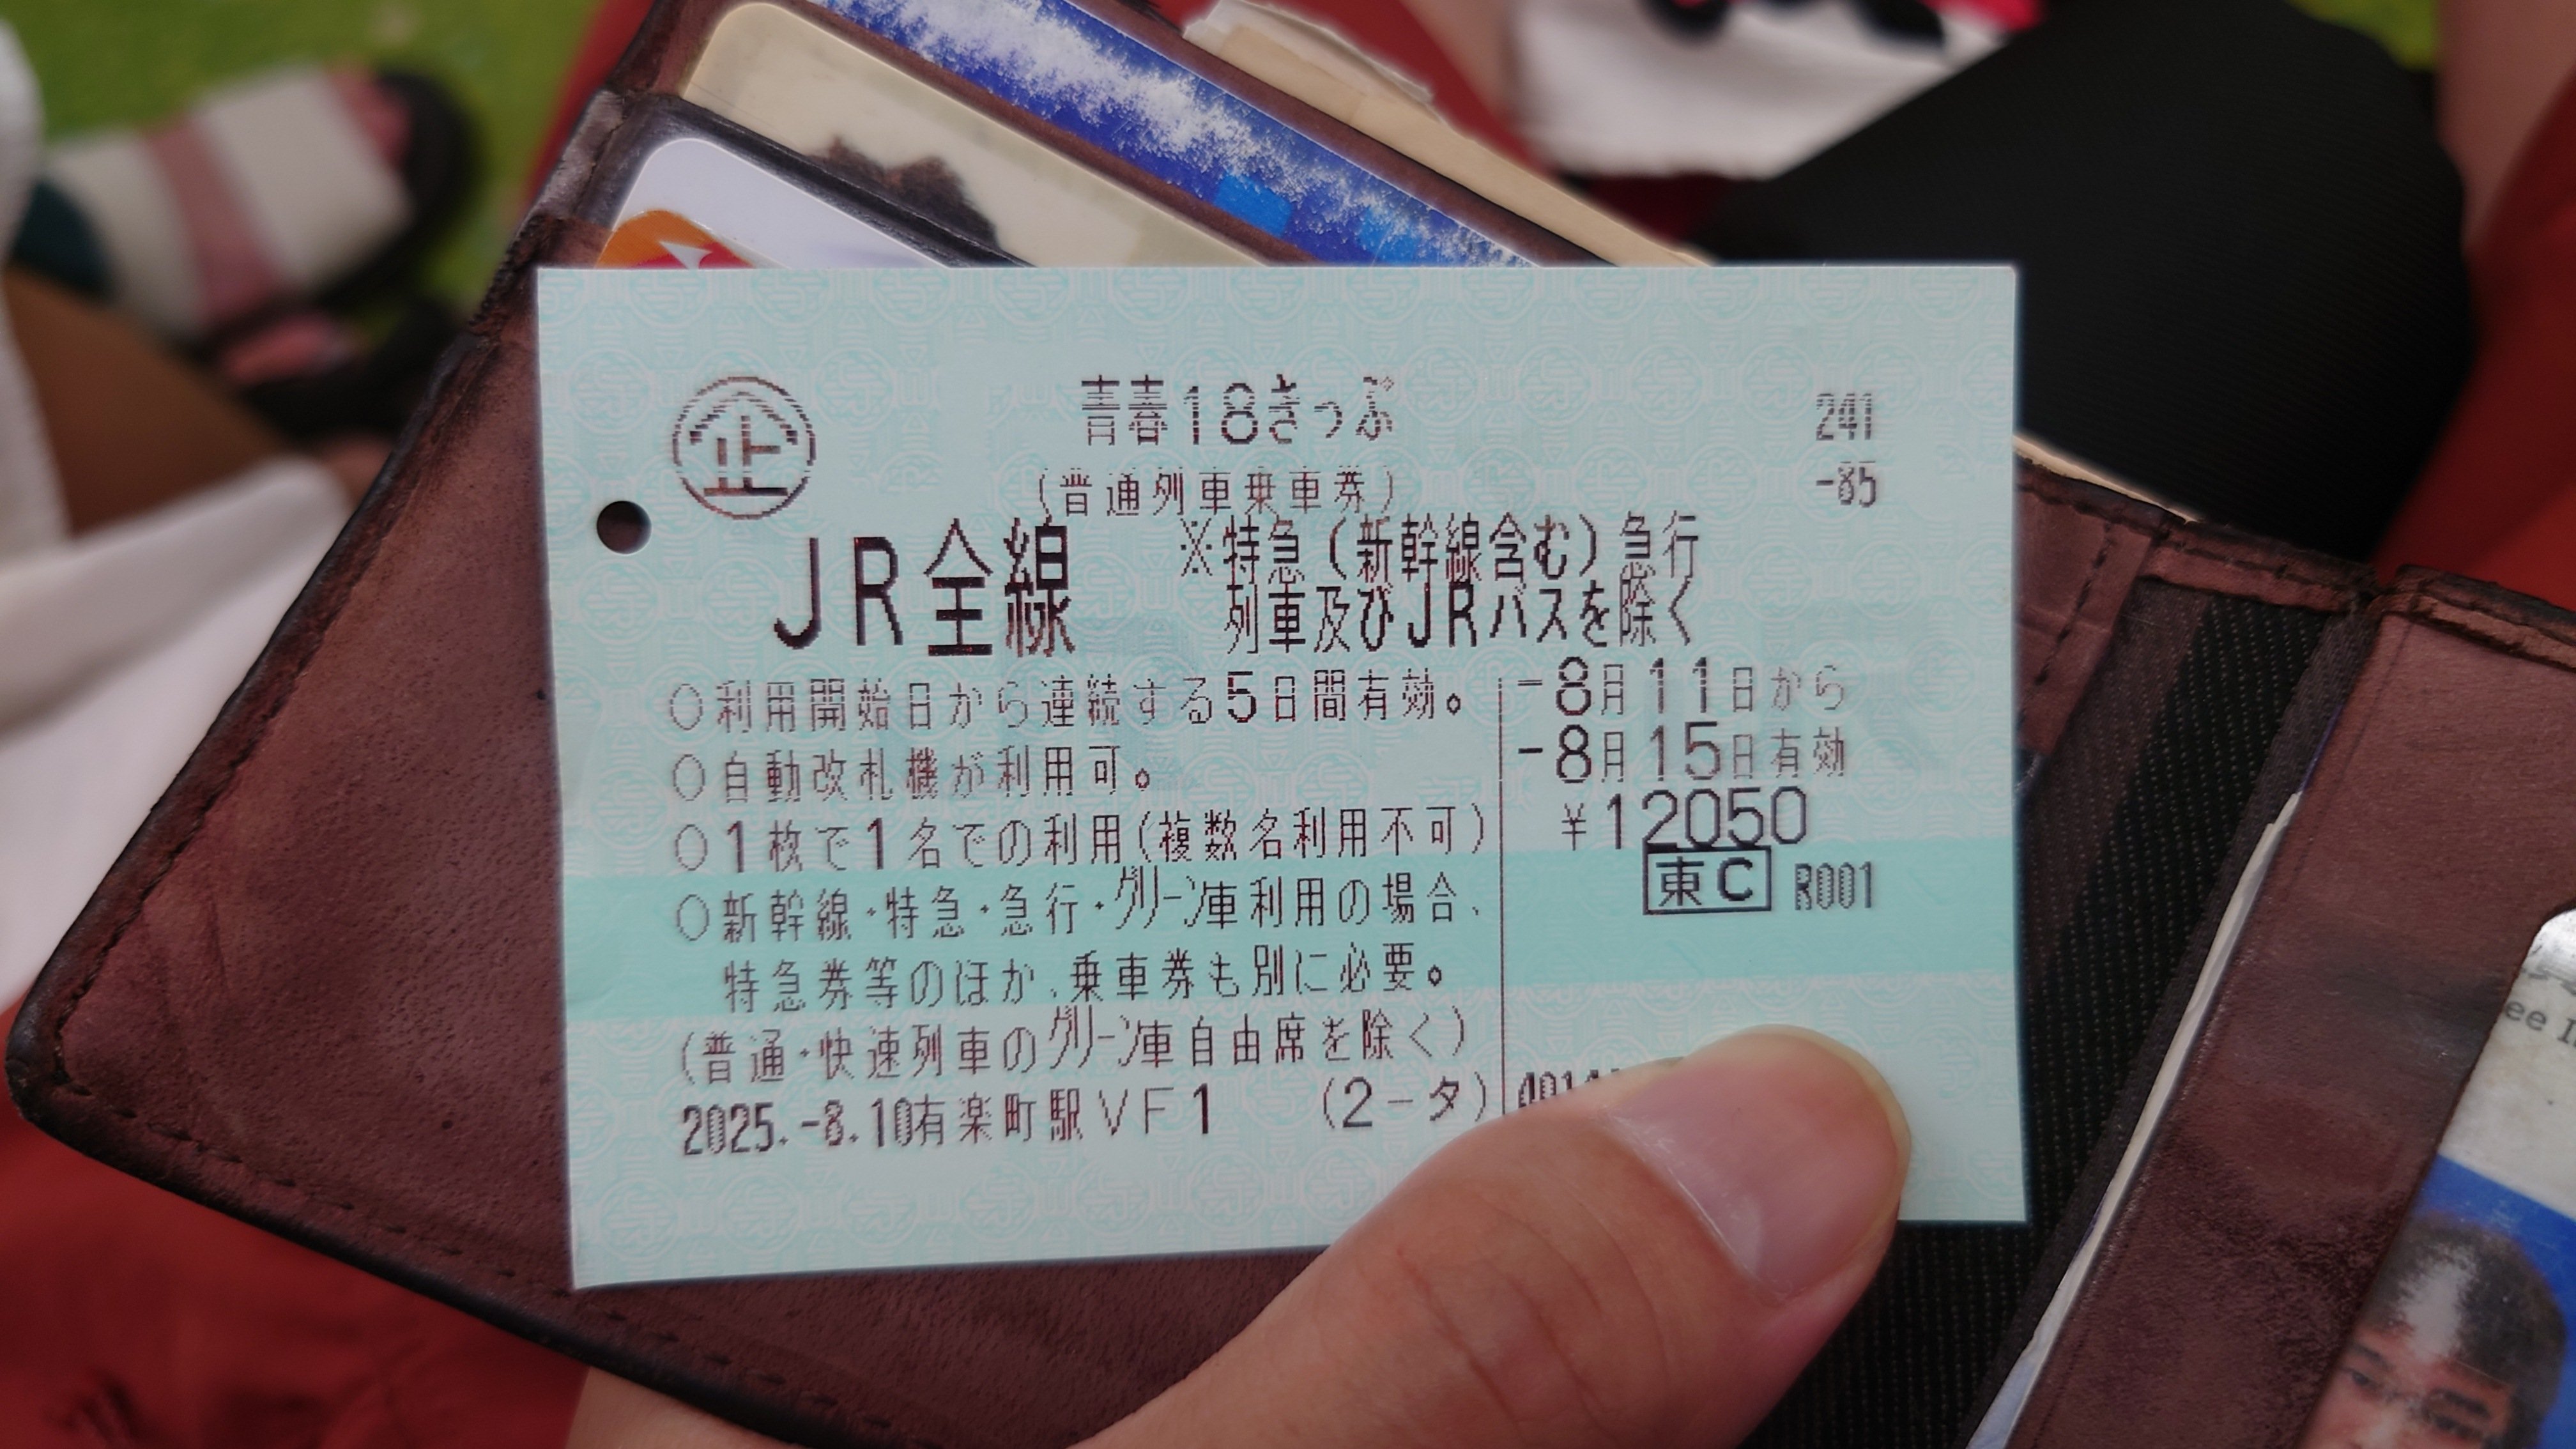 企
青春18きっぷ
241
-85
(普通列車乗車券)
JR全線
※特急(新幹線含む)急行
列車及びJRバスを除く
○利用開始日から連続する5日間有効。
-8月11日から
○自動改札機が利用可。
-8月15日有効
○1枚で1名での利用(複数名利用不可)
¥12050
○新幹線・特急・急行・グリーン車利用の場合、
東C R001
特急券等のほか、乗車券も別に必要。
(普通・快速列車のグリーン車自由席を除く)
2025.-8.10有楽町駅VF1 (2-タ)